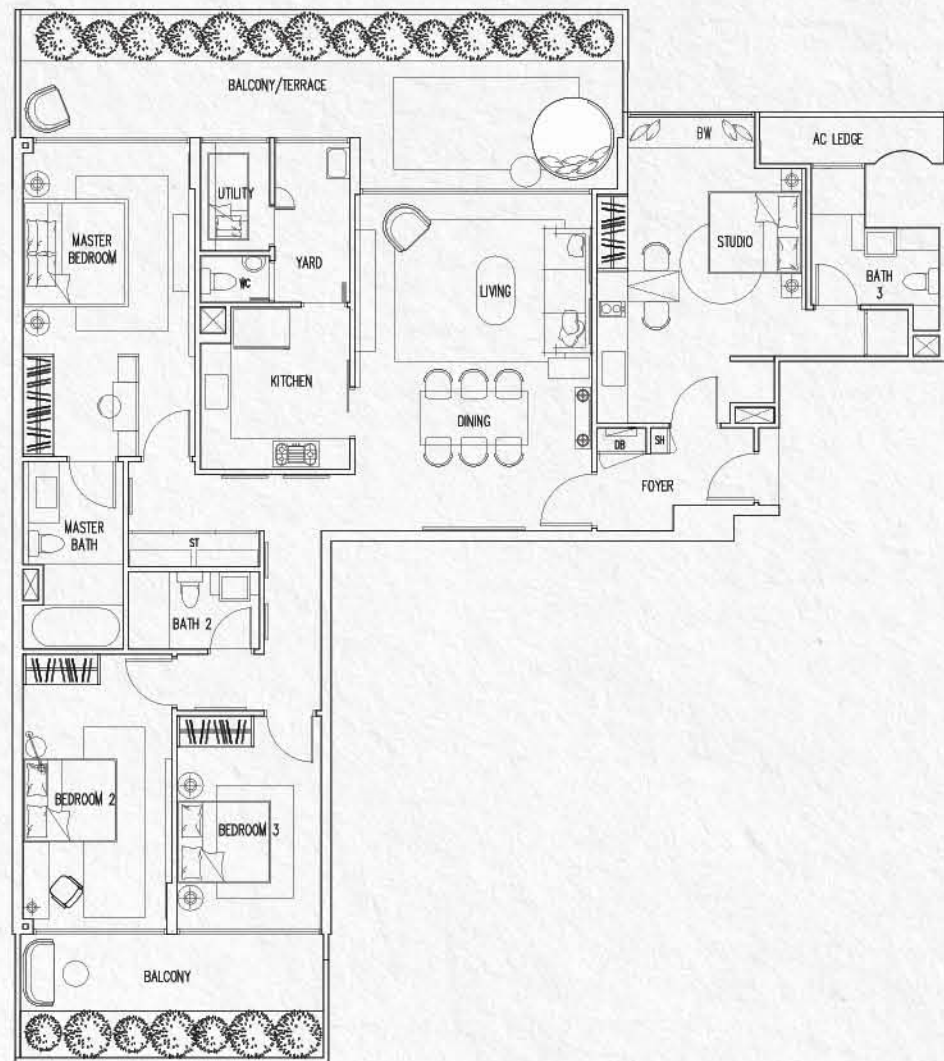 BALCONY/TERRACE
BW
AC LEDGE
UTILITY
MASTER
BEDROOM
STUDIO
YARD
WC
BATH
3
LIVING
KITCHEN
DINING
DB
SH
FOYER
MASTER
BATH
ST
BATH 2
BEDROOM 2
BEDROOM 3
BALCONY